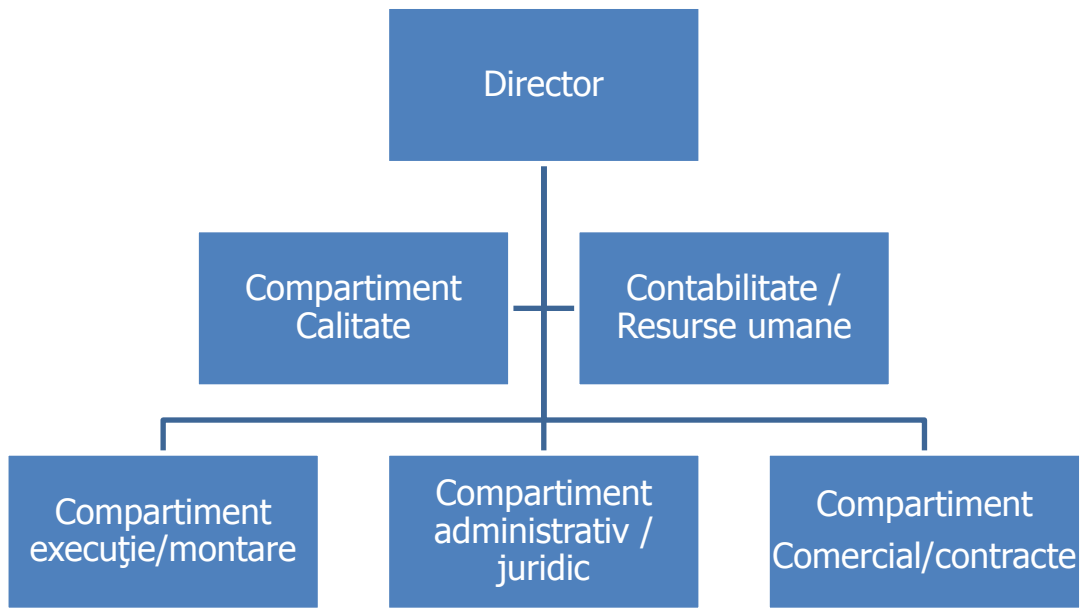 Director
Compartiment
Calitate
Contabilitate /
Resurse umane
Compartiment
execuţie/montare
Compartiment
administrativ /
juridic
Compartiment
Comercial/contracte